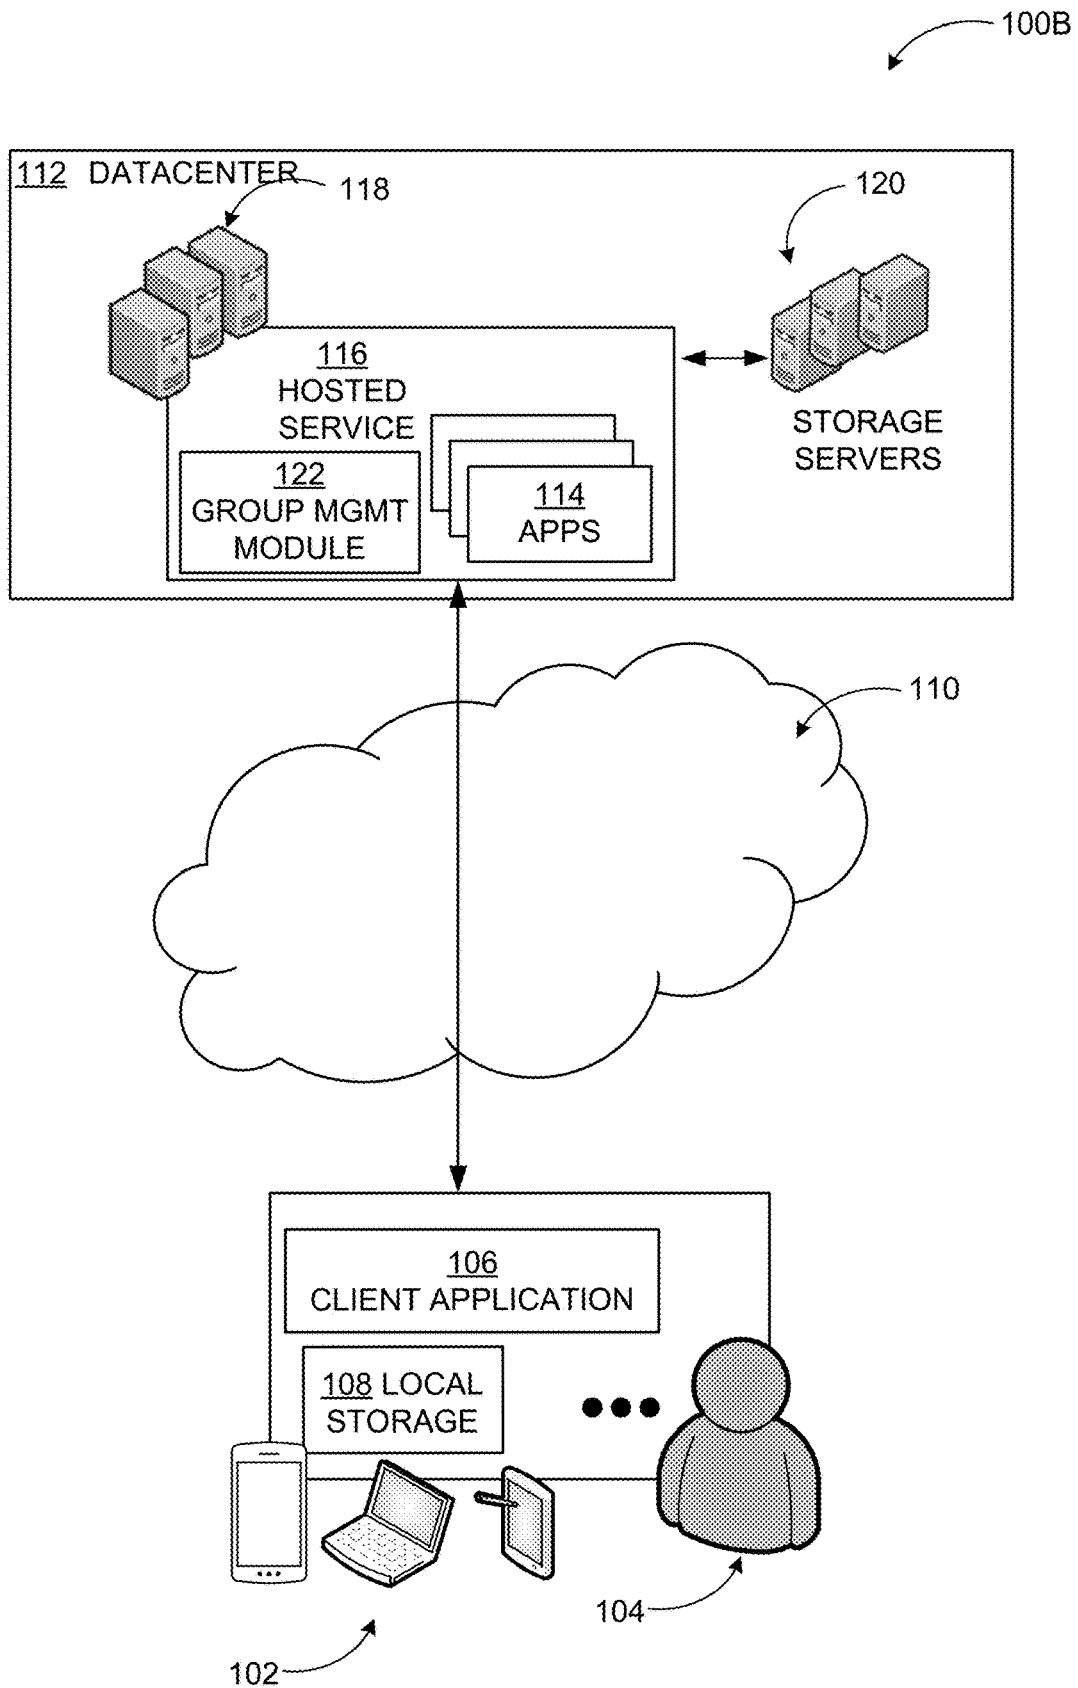 100B
112 DATACENTER
118
120
116
HOSTED
SERVICE
STORAGE
SERVERS
122
GROUP MGMT
MODULE
114
APPS
110
106
CLIENT APPLICATION
108 LOCAL
STORAGE
104
102